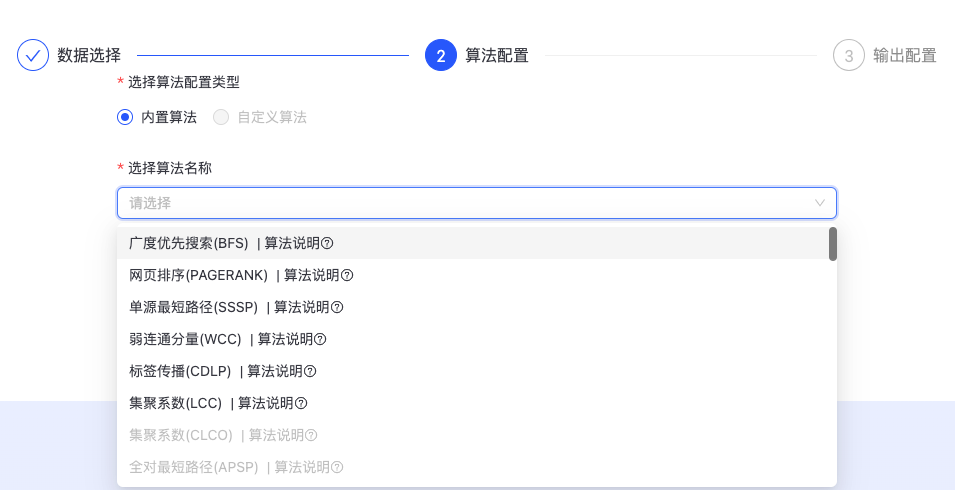 数据选择 2 算法配置 3 输出配置
* 选择算法配置类型
内置算法 自定义算法
* 选择算法名称
请选择
广度优先搜索(BFS) | 算法说明?
网页排序(PAGERANK) | 算法说明?
单源最短路径(SSSP) | 算法说明?
弱连通分量(WCC) | 算法说明?
标签传播(CDLP) | 算法说明?
集聚系数(LCC) | 算法说明?
集聚系数(CLCO) | 算法说明?
全对最短路径(APSP) | 算法说明?